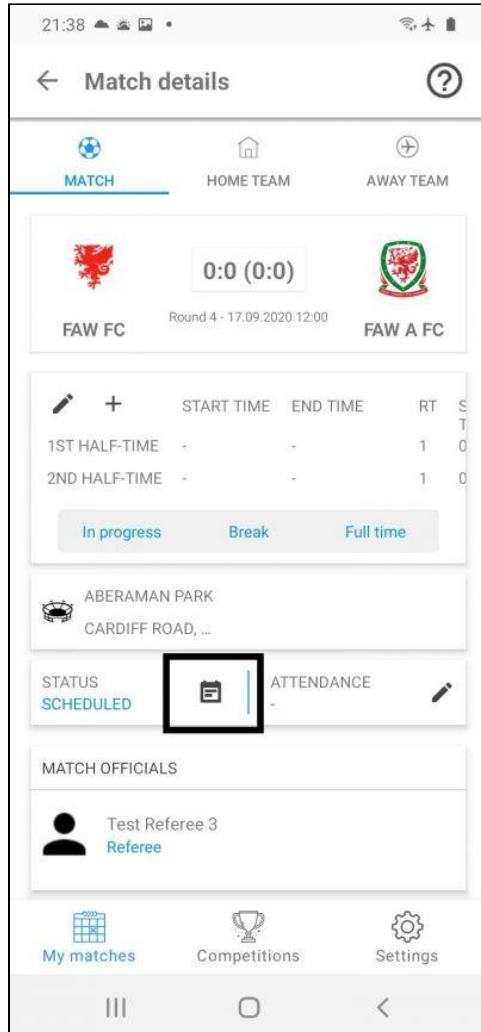 21:38
Match details
MATCH HOME TEAM AWAY TEAM
0:0 (0:0)
Round 4 - 17.09.2020 12:00
FAW FC FAW A FC
START TIME END TIME RT S
T
1ST HALF-TIME - - 1 0
2ND HALF-TIME - - 1 0
In progress Break Full time
ABERAMAN PARK
CARDIFF ROAD, ...
STATUS ATTENDANCE
SCHEDULED -
MATCH OFFICIALS
Test Referee 3
Referee
My matches Competitions Settings